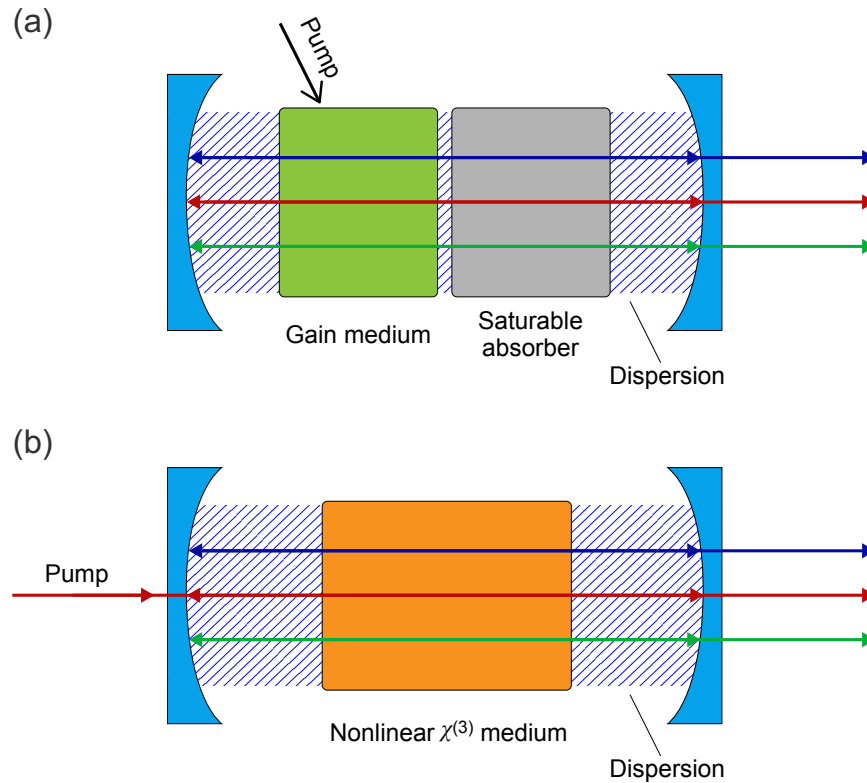 (a)
Pump
Gain medium
Saturable
absorber
Dispersion
(b)
Pump
Nonlinear χ⁽³⁾ medium
Dispersion